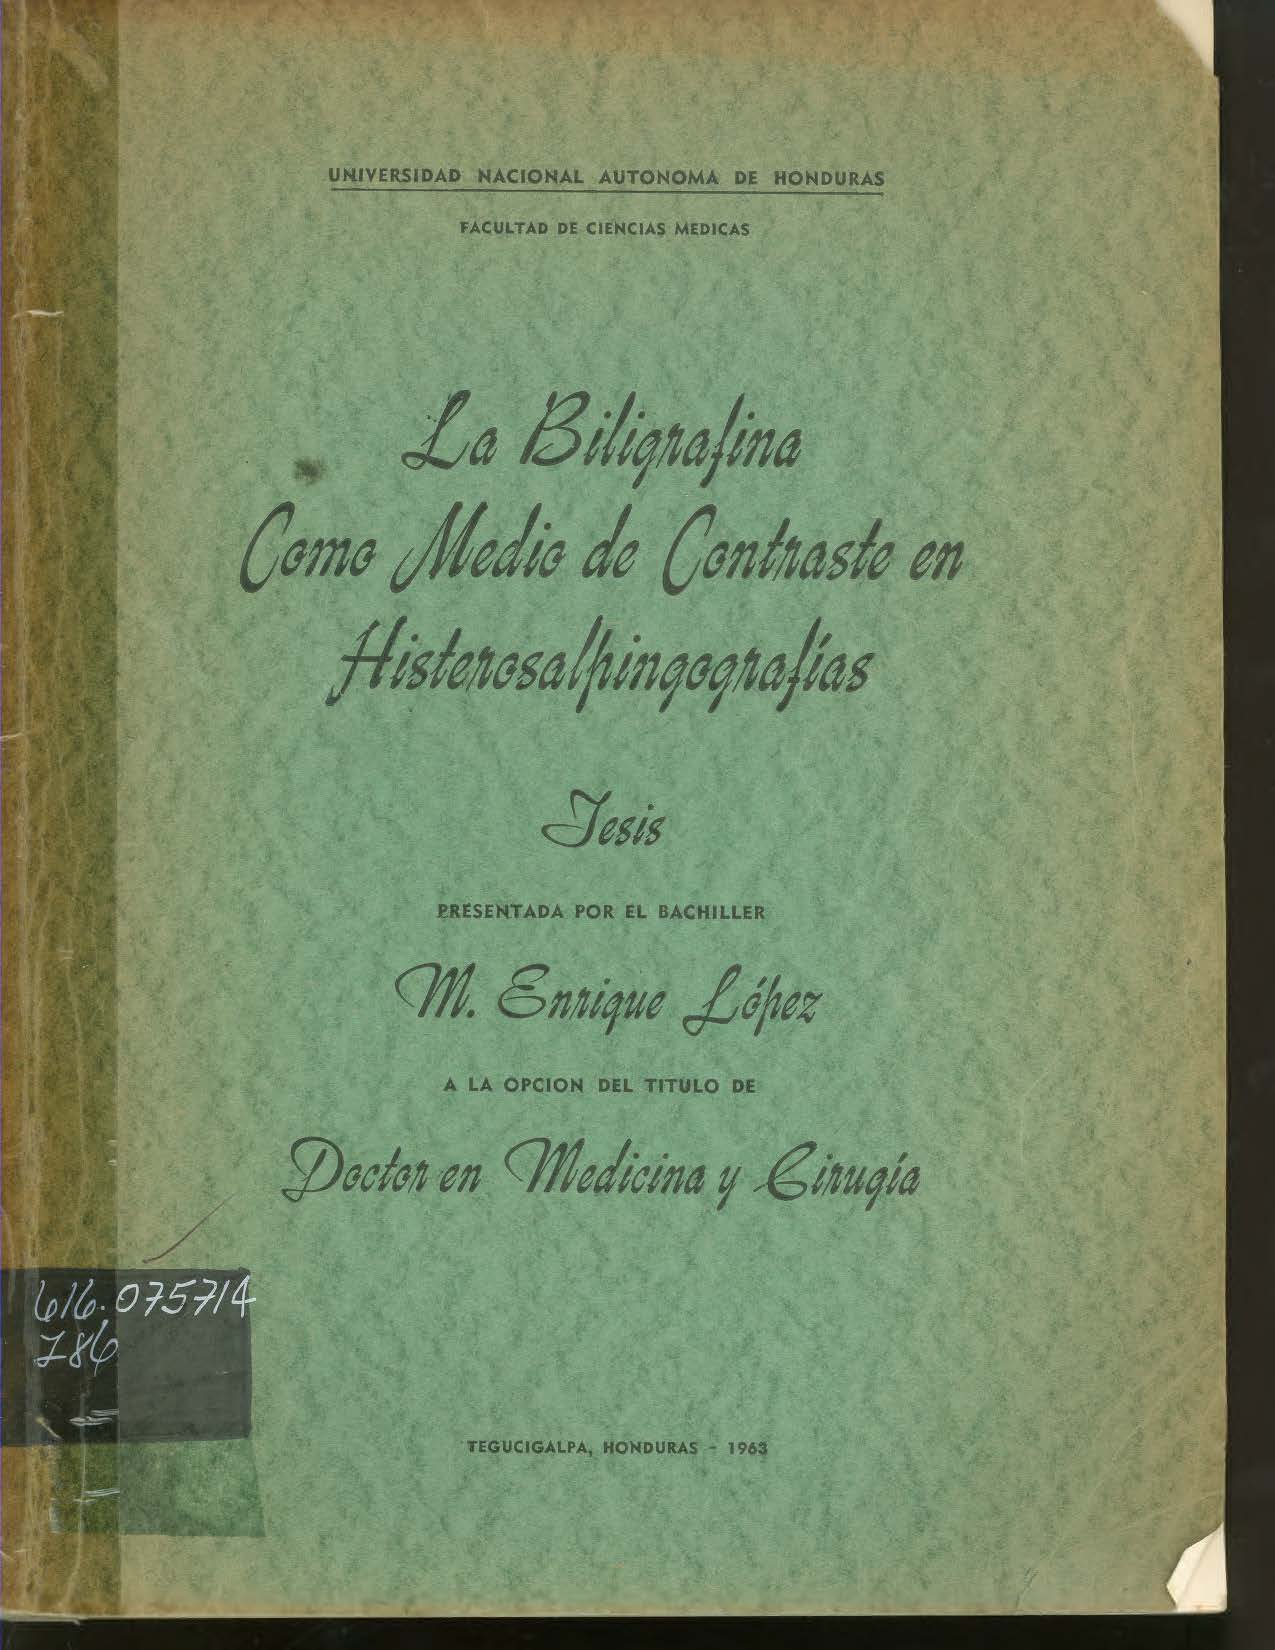 UNIVERSIDAD NACIONAL AUTONOMA DE HONDURAS
FACULTAD DE CIENCIAS MEDICAS
La Biligrafina
Como Medio de Contraste en
Histerosalpingografías
Tesis
PRESENTADA POR EL BACHILLER
M. Enrique López
A LA OPCION DEL TITULO DE
Doctor en Medicina y Cirugía
616.075714
TEGUCIGALPA, HONDURAS - 1963